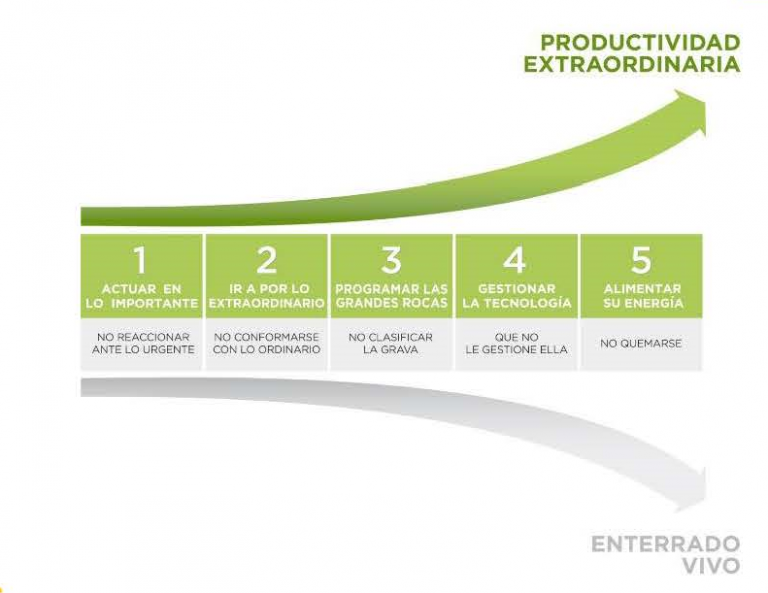 PRODUCTIVIDAD
EXTRAORDINARIA
1
ACTUAR EN
LO IMPORTANTE
2
IR A POR LO
EXTRAORDINARIO
3
PROGRAMAR LAS
GRANDES ROCAS
4
GESTIONAR
LA TECNOLOGÍA
5
ALIMENTAR
SU ENERGÍA
NO REACCIONAR
ANTE LO URGENTE
NO CONFORMARSE
CON LO ORDINARIO
NO CLASIFICAR
LA GRAVA
QUE NO
LE GESTIONE ELLA
NO QUEMARSE
ENTERRADO
VIVO